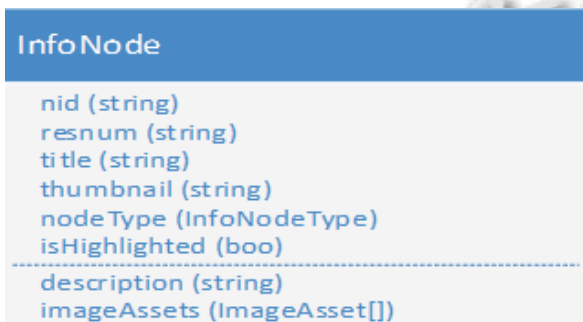 InfoNode
nid (string)
resnum (string)
title (string)
thumbnail (string)
nodeType (InfoNodeType)
isHighlighted (boo)
description (string)
imageAssets (ImageAsset[])